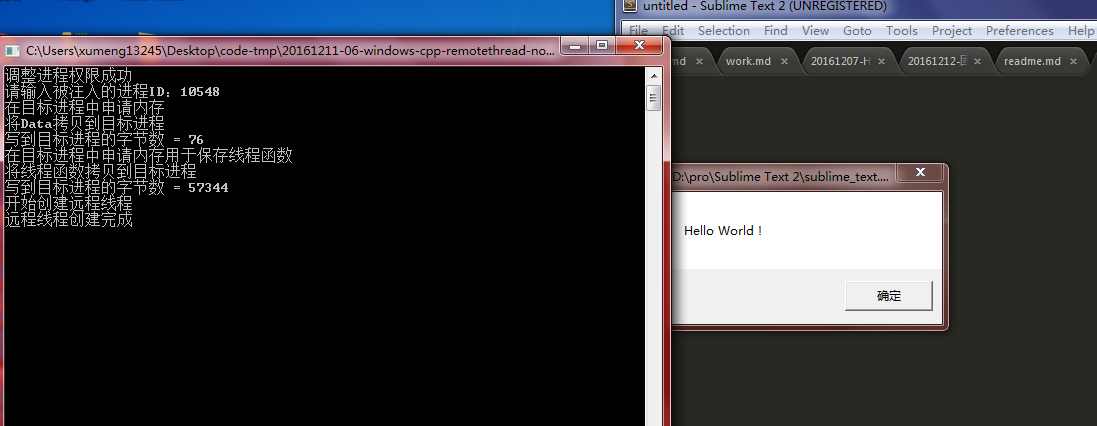 untitled - Sublime Text 2 (UNREGISTERED)
File Edit Selection Find View Goto Tools Project Preferences Help
md × work.md × 20161207-H × 20161212- × readme.md ×
C:\Users\xumeng13245\Desktop\code-tmp\20161211-06-windows-cpp-remotethread-no...
调整进程权限成功
请输入被注入的进程ID：10548
在目标进程中申请内存
将Data拷贝到目标进程
写到目标进程的字节数 = 76
在目标进程中申请内存用于保存线程函数
将线程函数拷贝到目标进程
写到目标进程的字节数 = 57344
开始创建远程线程
远程线程创建完成
D:\pro\Sublime Text 2\sublime_text....
Hello World !
确定